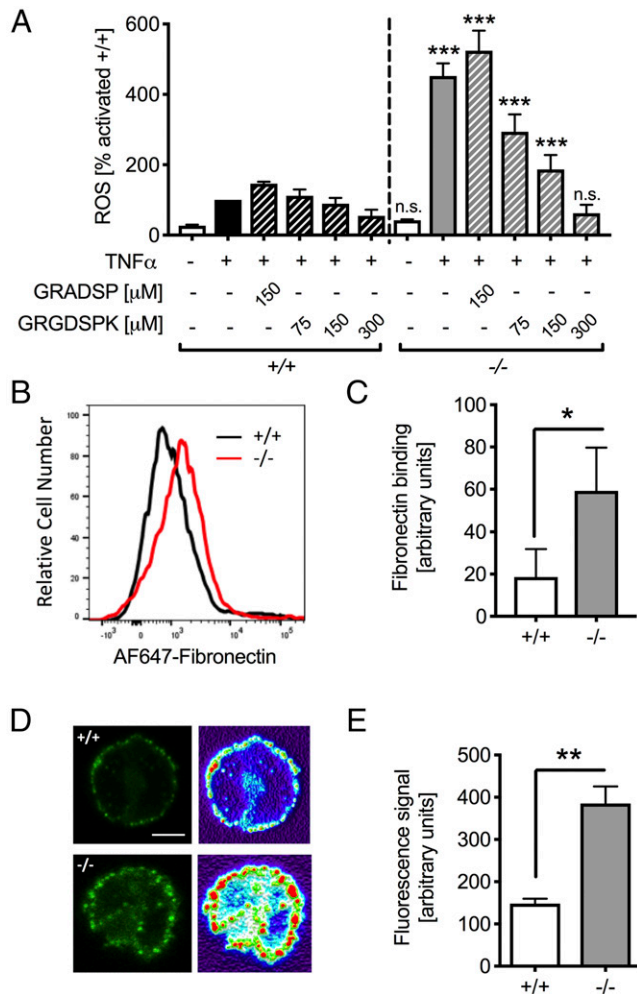 A
ROS [% activated +/+]
600
400
200
0
*** *** *** ***
n.s. n.s.
TNFα - + + + + + - + + + + +
GRADSP [µM] - - 150 - - - - - 150 - - -
GRGDSPK [µM] - - - 75 150 300 - - - 75 150 300
+/+ -/-
B
Relative Cell Number
100
80
60
40
20
0
+/+
-/-
-10³ 0 10³ 10⁴ 10⁵
AF647-Fibronectin
C
Fibronectin binding
[arbitrary units]
100
80
60
40
20
0
*
+/+ -/-
D
+/+
-/-
E
Fluorescence signal
[arbitrary units]
500
400
300
200
100
0
**
+/+ -/-